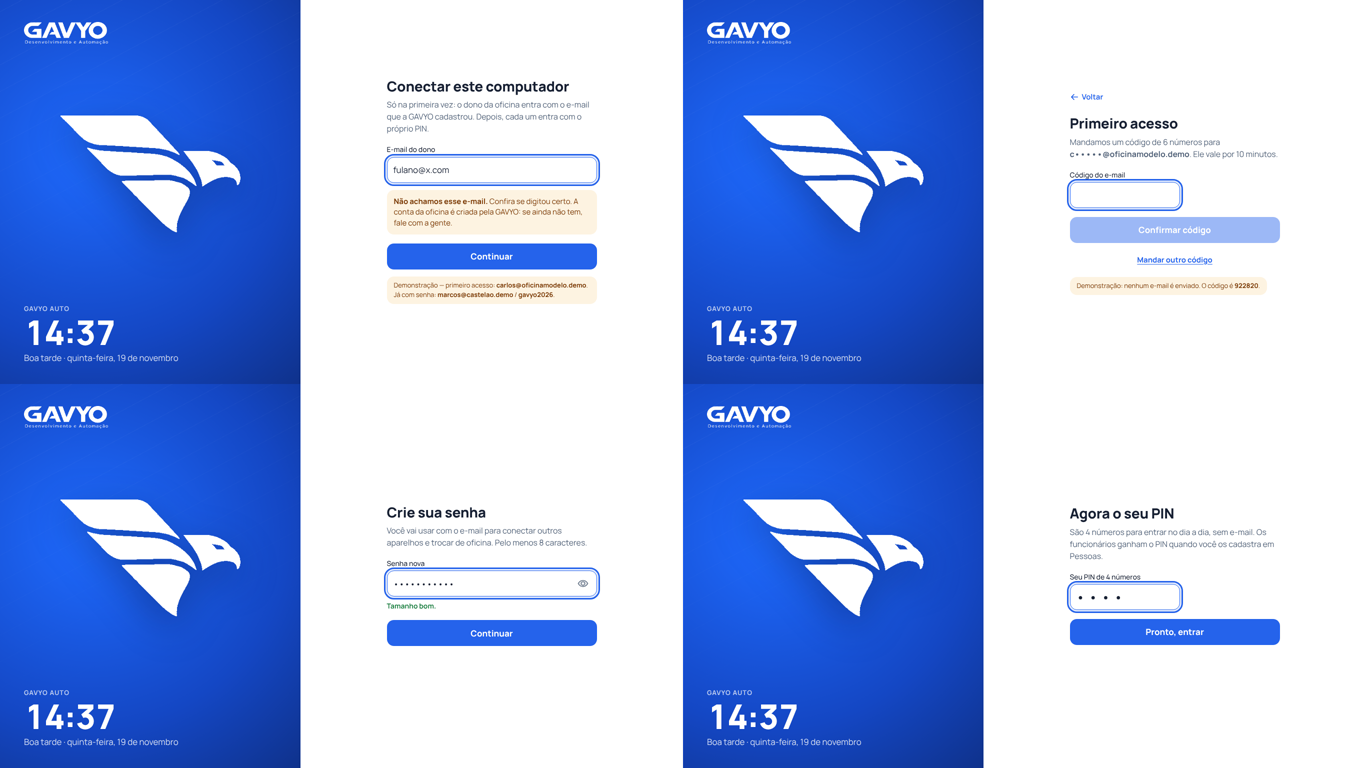 GAVYO
Desenvolvimento e Automação
GAVYO AUTO
14:37
Boa tarde · quinta-feira, 19 de novembro
Conectar este computador
Só na primeira vez: o dono da oficina entra com o e-mail
que a GAVYO cadastrou. Depois, cada um entra com o
próprio PIN.
E-mail do dono
fulano@x.com
Não achamos esse e-mail. Confira se digitou certo. A
conta da oficina é criada pela GAVYO: se ainda não tem,
fale com a gente.
Continuar
Demonstração — primeiro acesso: carlos@oficinamodelo.demo.
Já com senha: marcos@castelao.demo / gavyo2026.
GAVYO
Desenvolvimento e Automação
GAVYO AUTO
14:37
Boa tarde · quinta-feira, 19 de novembro
← Voltar
Primeiro acesso
Mandamos um código de 6 números para
c•••••@oficinamodelo.demo. Ele vale por 10 minutos.
Código do e-mail
Confirmar código
Mandar outro código
Demonstração: nenhum e-mail é enviado. O código é 922820.
GAVYO
Desenvolvimento e Automação
GAVYO AUTO
14:37
Boa tarde · quinta-feira, 19 de novembro
Crie sua senha
Você vai usar com o e-mail para conectar outros
aparelhos e trocar de oficina. Pelo menos 8 caracteres.
Senha nova
•••••••••••
Tamanho bom.
Continuar
GAVYO
Desenvolvimento e Automação
GAVYO AUTO
14:37
Boa tarde · quinta-feira, 19 de novembro
Agora o seu PIN
São 4 números para entrar no dia a dia, sem e-mail. Os
funcionários ganham o PIN quando você os cadastra em
Pessoas.
Seu PIN de 4 números
••••
Pronto, entrar